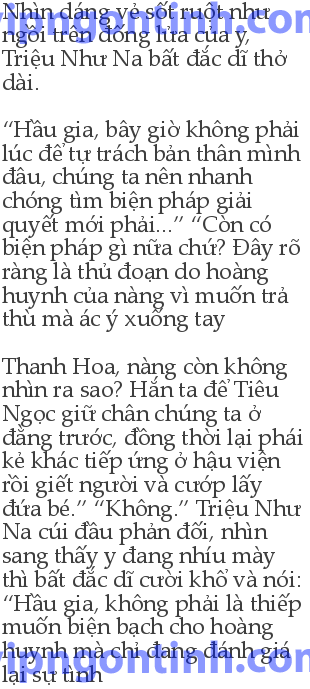 Nhìn dáng vẻ sốt ruột như
ngồi trên đống lửa của y,
Triệu Như Na bất đắc dĩ thở
dài.
“Hầu gia, bây giờ không phải
lúc để tự trách bản thân mình
đâu, chúng ta nên nhanh
chóng tìm biện pháp giải
quyết mới phải...” “Còn có
biện pháp gì nữa chứ? Đây rõ
ràng là thủ đoạn do hoàng
huynh của nàng vì muốn trả
thù mà ác ý xuống tay
Thanh Hoa, nàng còn không
nhìn ra sao? Hắn ta để Tiêu
Ngọc giữ chân chúng ta ở
đằng trước, đồng thời lại phái
kẻ khác tiếp ứng ở hậu viện
rồi giết người và cướp lấy
đứa bé.” “Không.” Triệu Như
Na cúi đầu phản đối, nhìn
sang thấy y đang nhíu mày
thì bất đắc dĩ cười khổ và nói:
“Hầu gia, không phải là thiếp
muốn biện bạch cho hoàng
huynh mà chỉ đang đánh giá
lại sự tình